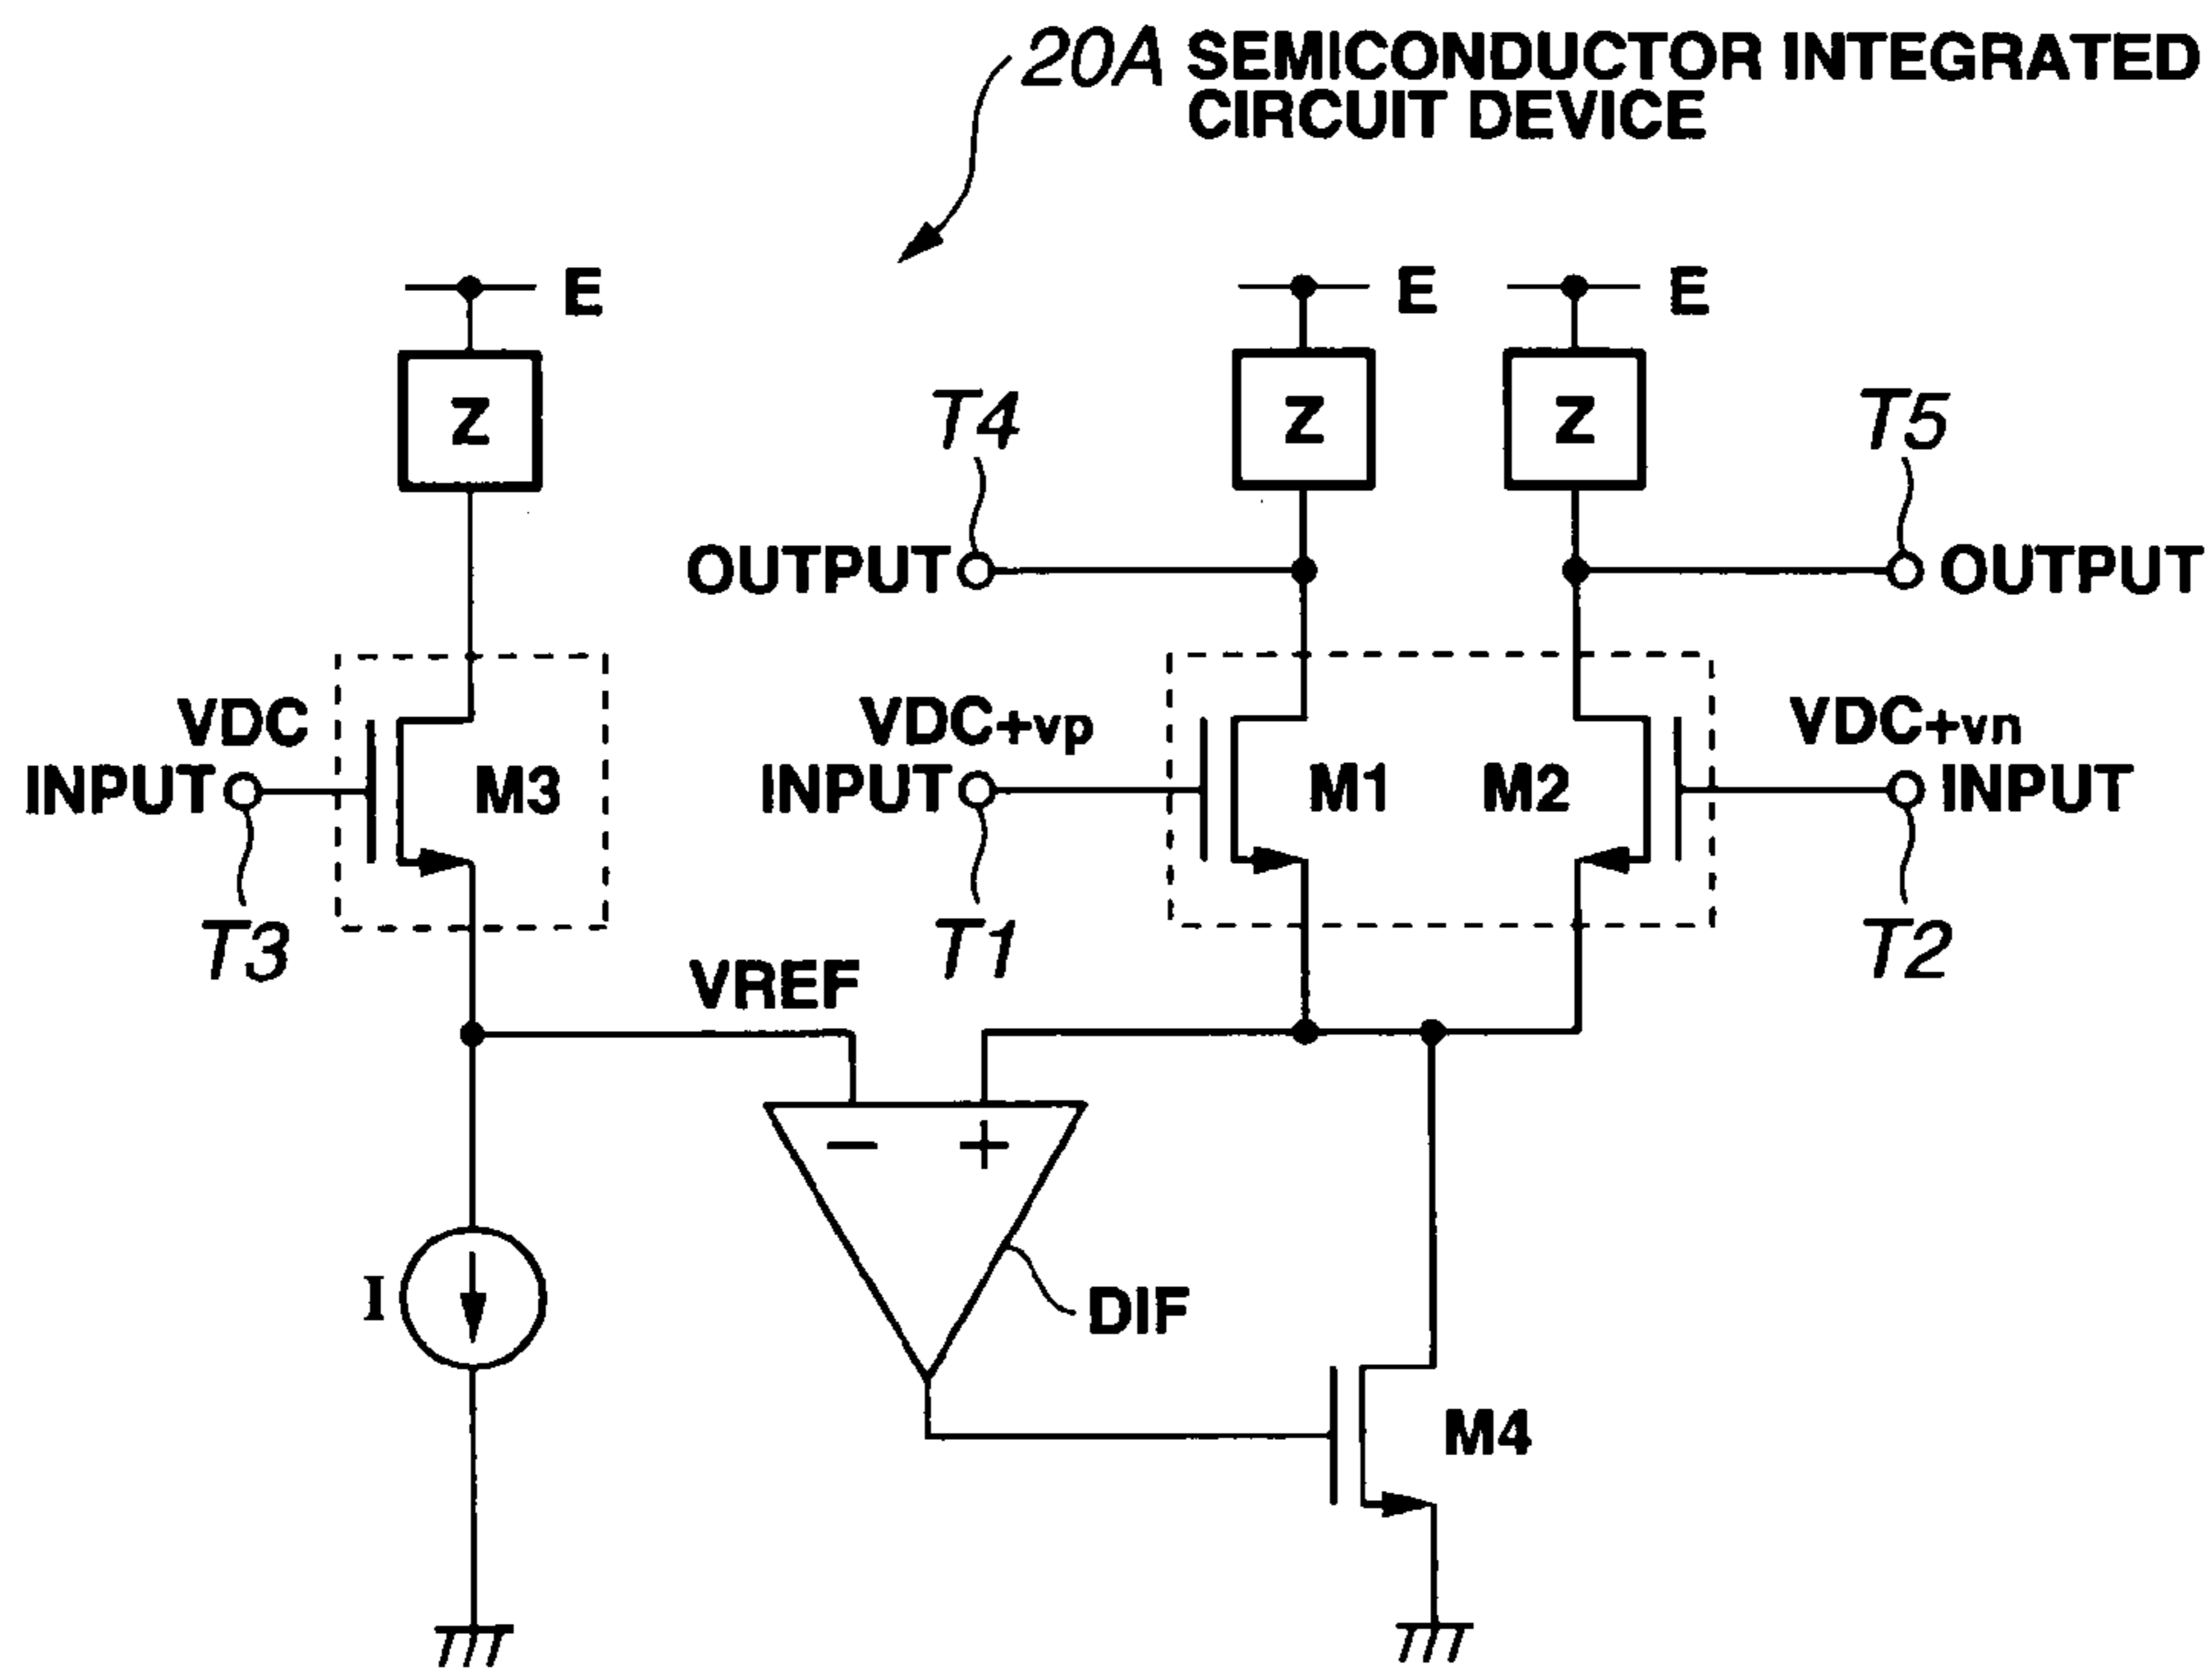 20A SEMICONDUCTOR INTEGRATED
CIRCUIT DEVICE
E
E
E
Z
Z
Z
T4
T5
OUTPUT
OUTPUT
VDC
VDC+vp
VDC+vn
INPUT
M3
INPUT
M1
M2
INPUT
T3
T1
T2
VREF
− +
I
DIF
M4